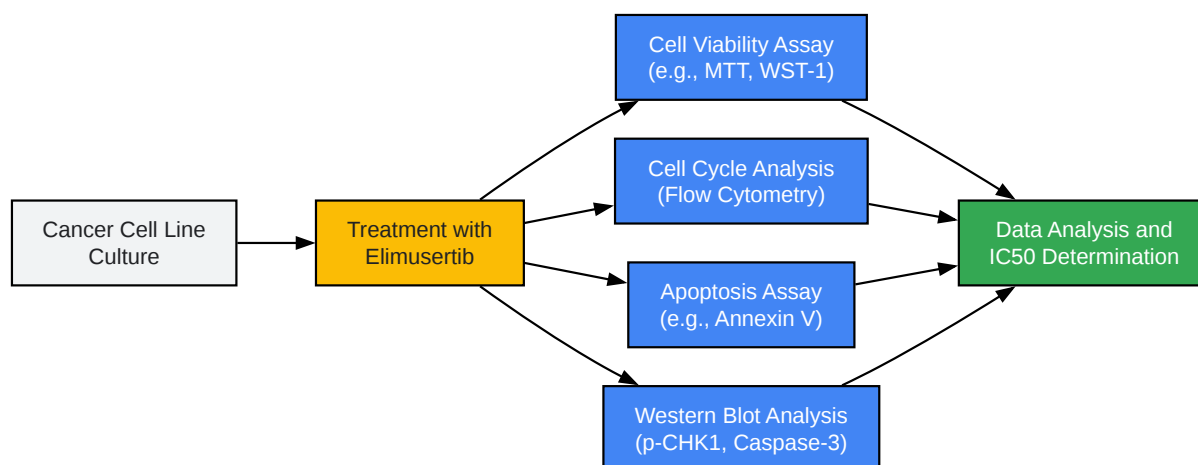 Cancer Cell Line
Culture
Treatment with
Elimusertib
Cell Viability Assay
(e.g., MTT, WST-1)
Cell Cycle Analysis
(Flow Cytometry)
Apoptosis Assay
(e.g., Annexin V)
Western Blot Analysis
(p-CHK1, Caspase-3)
Data Analysis and
IC50 Determination